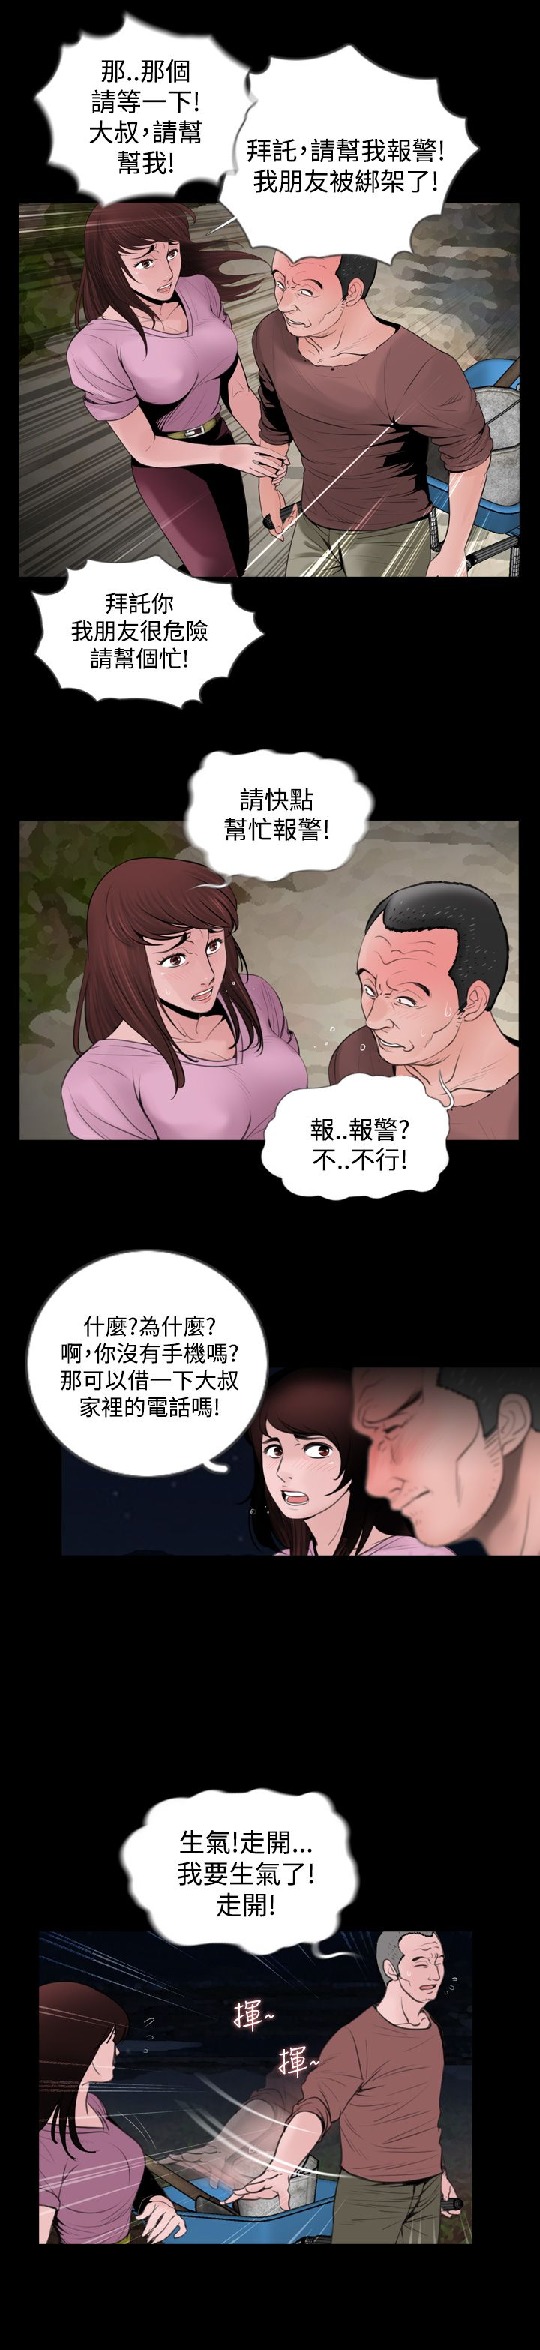 那..那個
請等一下!
大叔,請幫
幫我!
拜託,請幫我報警!
我朋友被綁架了!
拜託你
我朋友很危險
請幫個忙!
請快點
幫忙報警!
報..報警?
不..不行!
什麼?為什麼?
啊,你沒有手機嗎?
那可以借一下大叔
家裡的電話嗎!
生氣!走開...
我要生氣了!
走開!
揮~
揮~